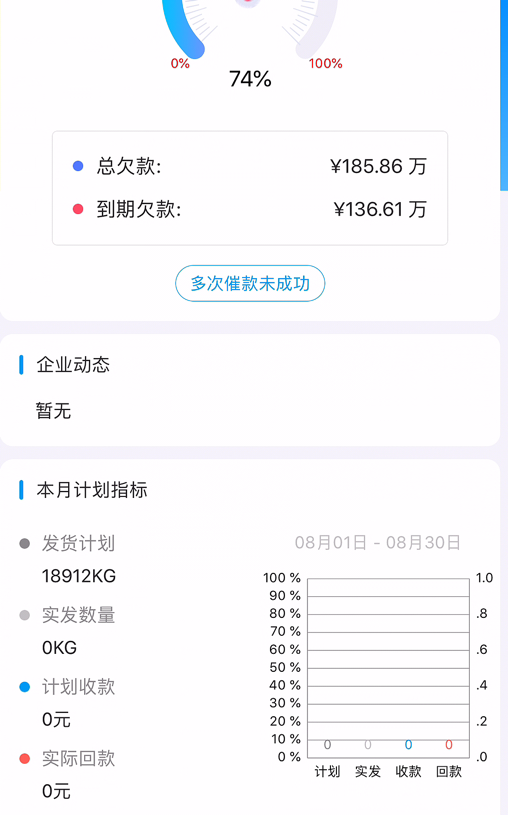 0% 100%
74%
总欠款: ¥185.86 万
到期欠款: ¥136.61 万
多次催款未成功
企业动态
暂无
本月计划指标
发货计划
18912KG
实发数量
0KG
计划收款
0元
实际回款
0元
08月01日 - 08月30日
100 % 1.0
90 %
80 % .8
70 %
60 % .6
50 %
40 % .4
30 %
20 % .2
10 %
0 0 0 0
0 % .0
计划 实发 收款 回款